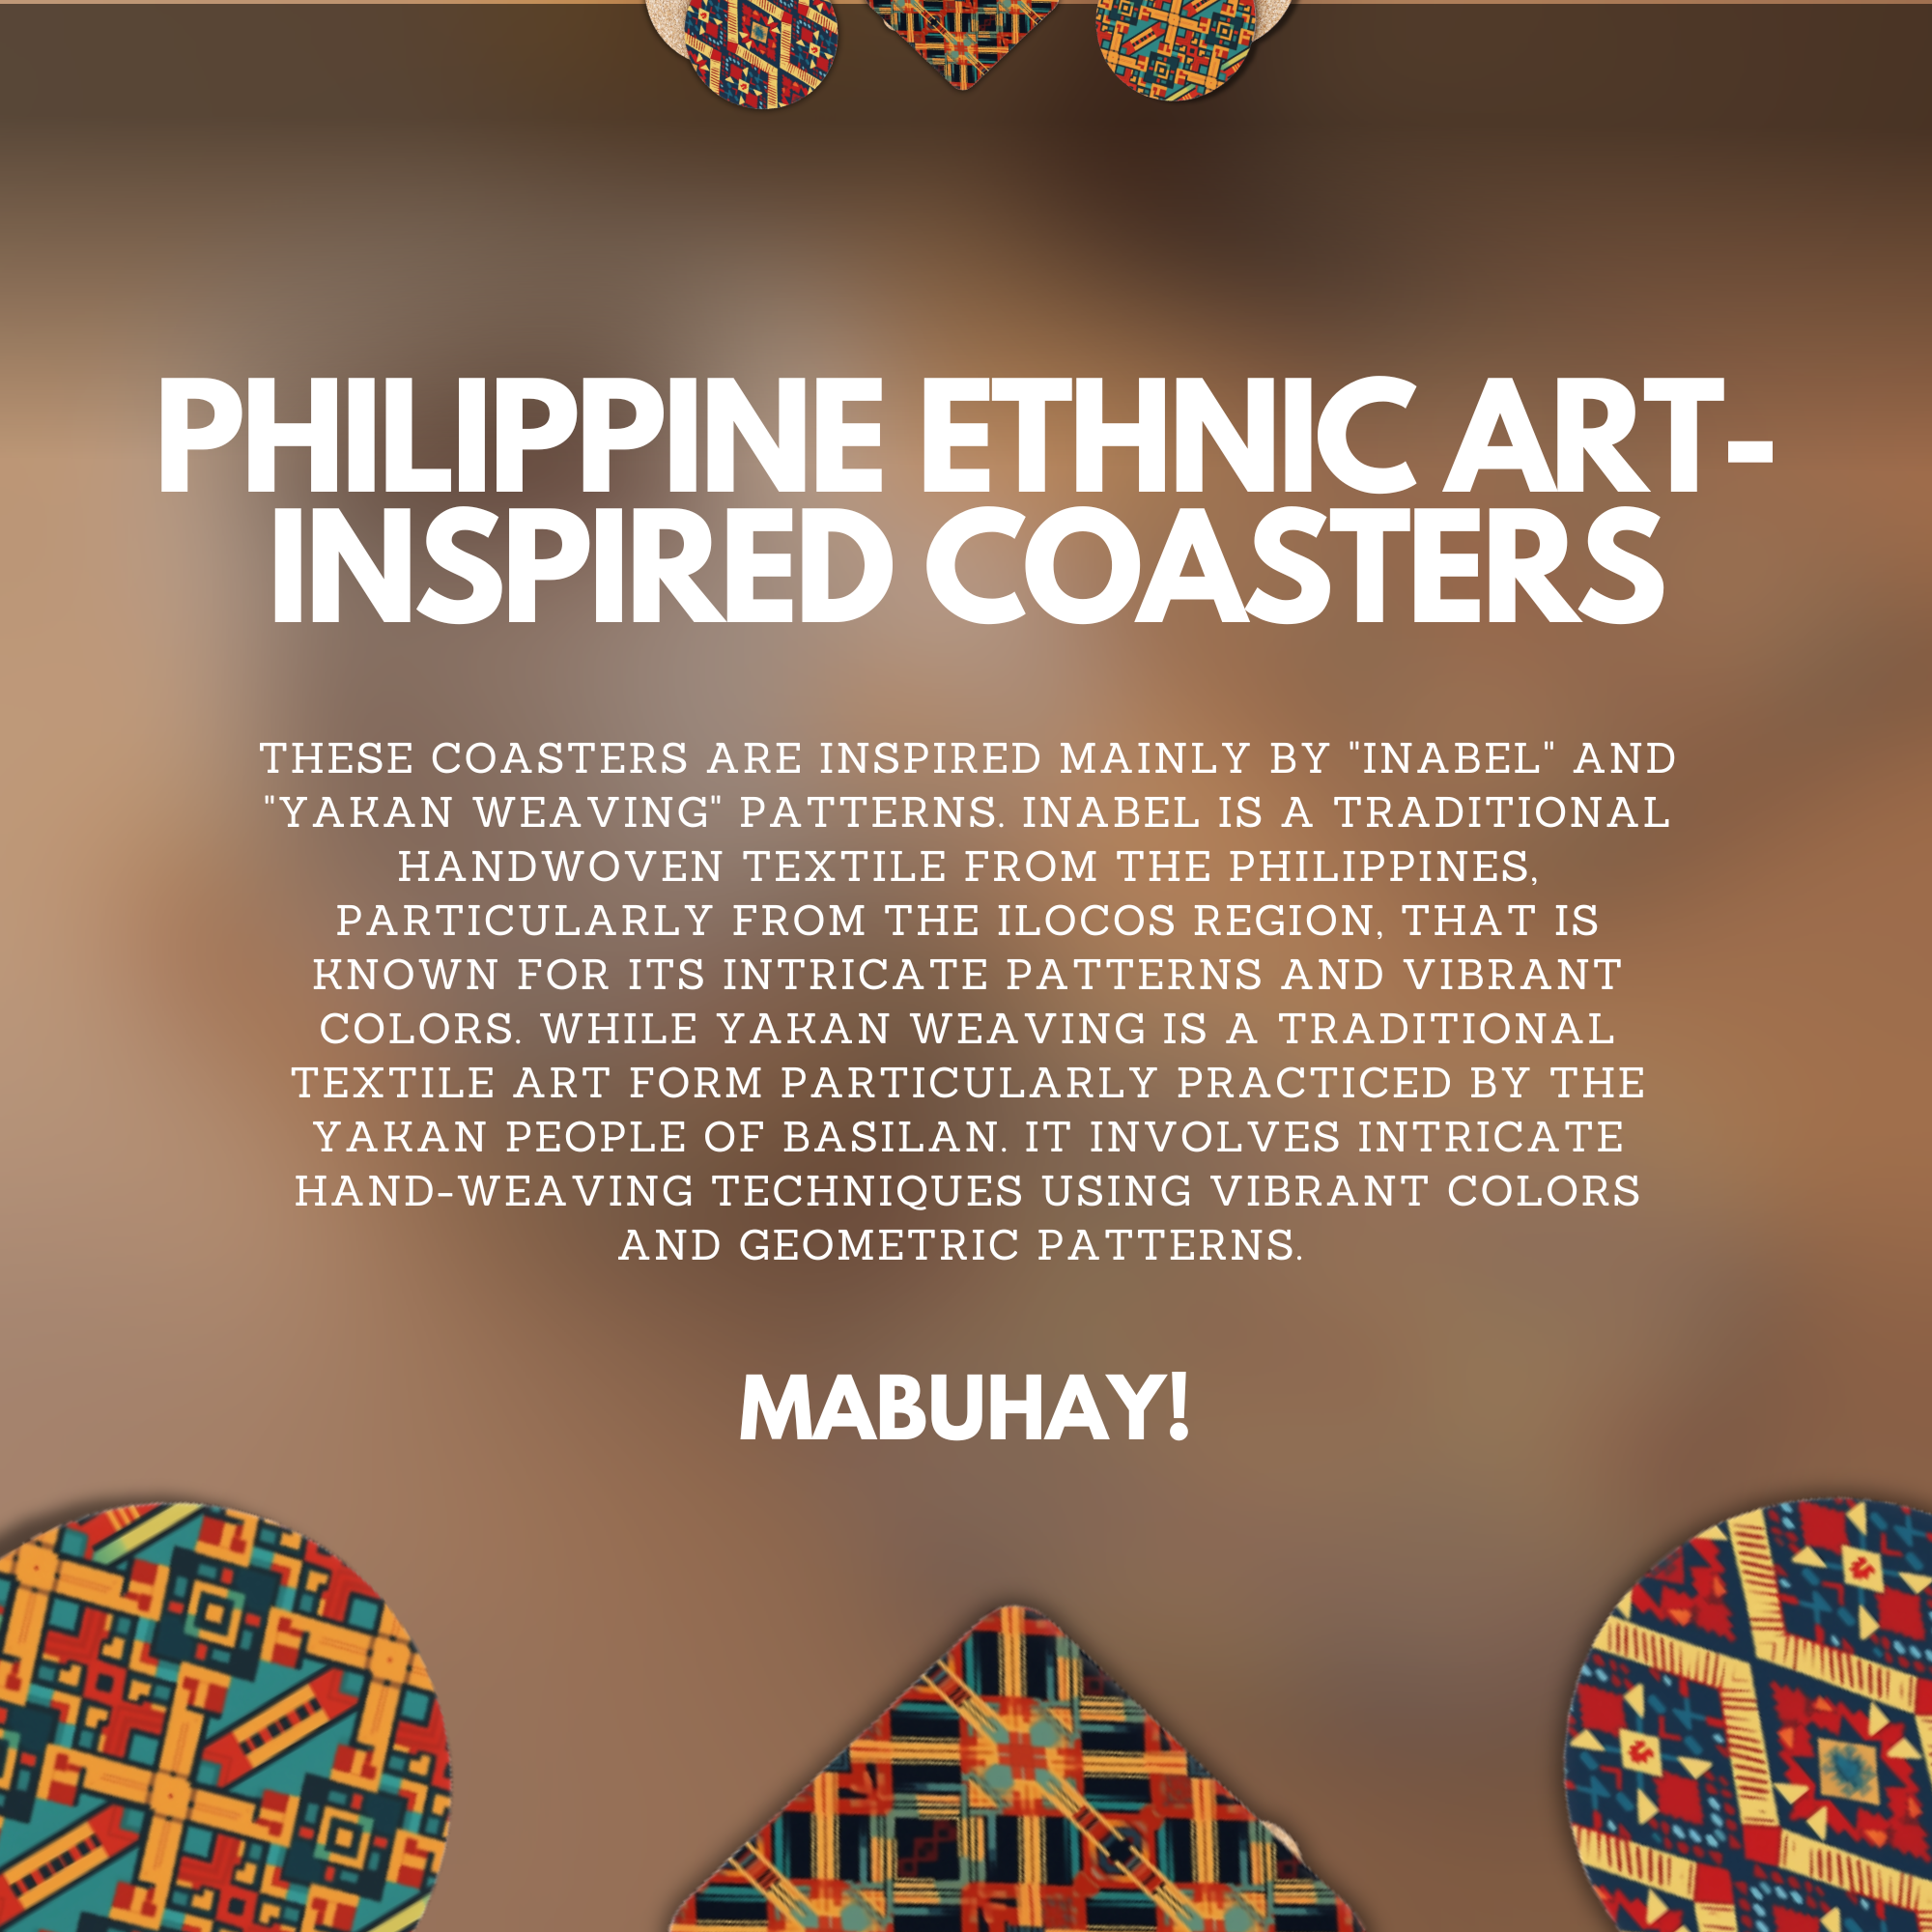 PHILIPPINE ETHNIC ART-
INSPIRED COASTERS
THESE COASTERS ARE INSPIRED MAINLY BY "INABEL" AND
"YAKAN WEAVING" PATTERNS. INABEL IS A TRADITIONAL
HANDWOVEN TEXTILE FROM THE PHILIPPINES,
PARTICULARLY FROM THE ILOCOS REGION, THAT IS
KNOWN FOR ITS INTRICATE PATTERNS AND VIBRANT
COLORS. WHILE YAKAN WEAVING IS A TRADITIONAL
TEXTILE ART FORM PARTICULARLY PRACTICED BY THE
YAKAN PEOPLE OF BASILAN. IT INVOLVES INTRICATE
HAND-WEAVING TECHNIQUES USING VIBRANT COLORS
AND GEOMETRIC PATTERNS.
MABUHAY!